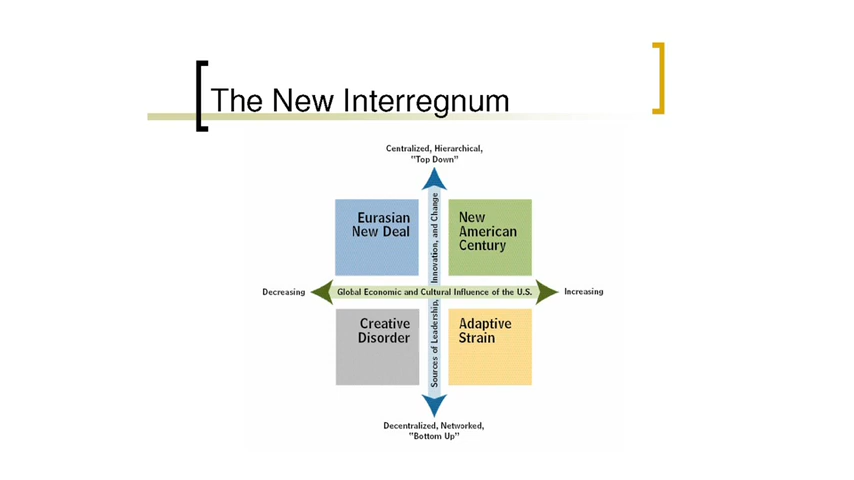 The New Interregnum
Centralized, Hierarchical,
"Top Down"
Eurasian
New Deal
New
American
Century
Sources of Leadership, Innovation, and Change
Decreasing
Global Economic and Cultural Influence of the U.S.
Increasing
Creative
Disorder
Adaptive
Strain
Decentralized, Networked,
"Bottom Up"